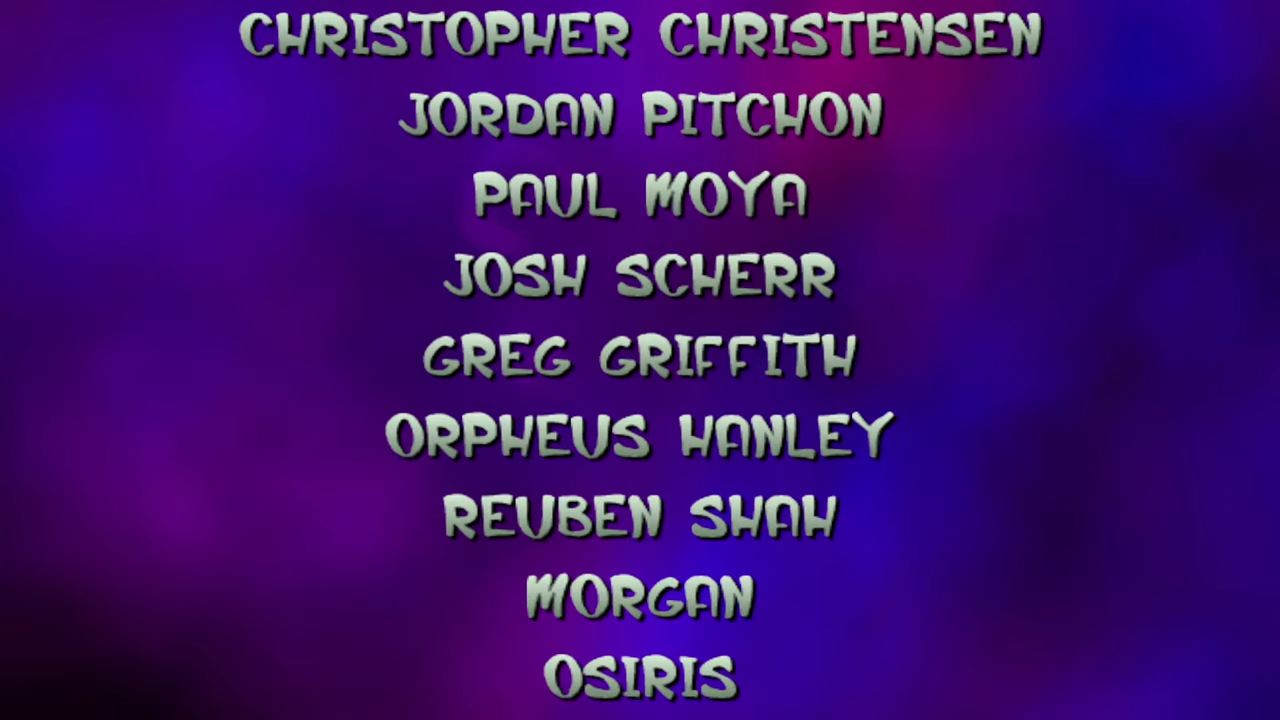 CHRISTOPHER CHRISTENSEN
JORDAN PITCHON
PAUL MOYA
JOSH SCHERR
GREG GRIFFITH
ORPHEUS HANLEY
REUBEN SHAH
MORGAN
OSIRIS